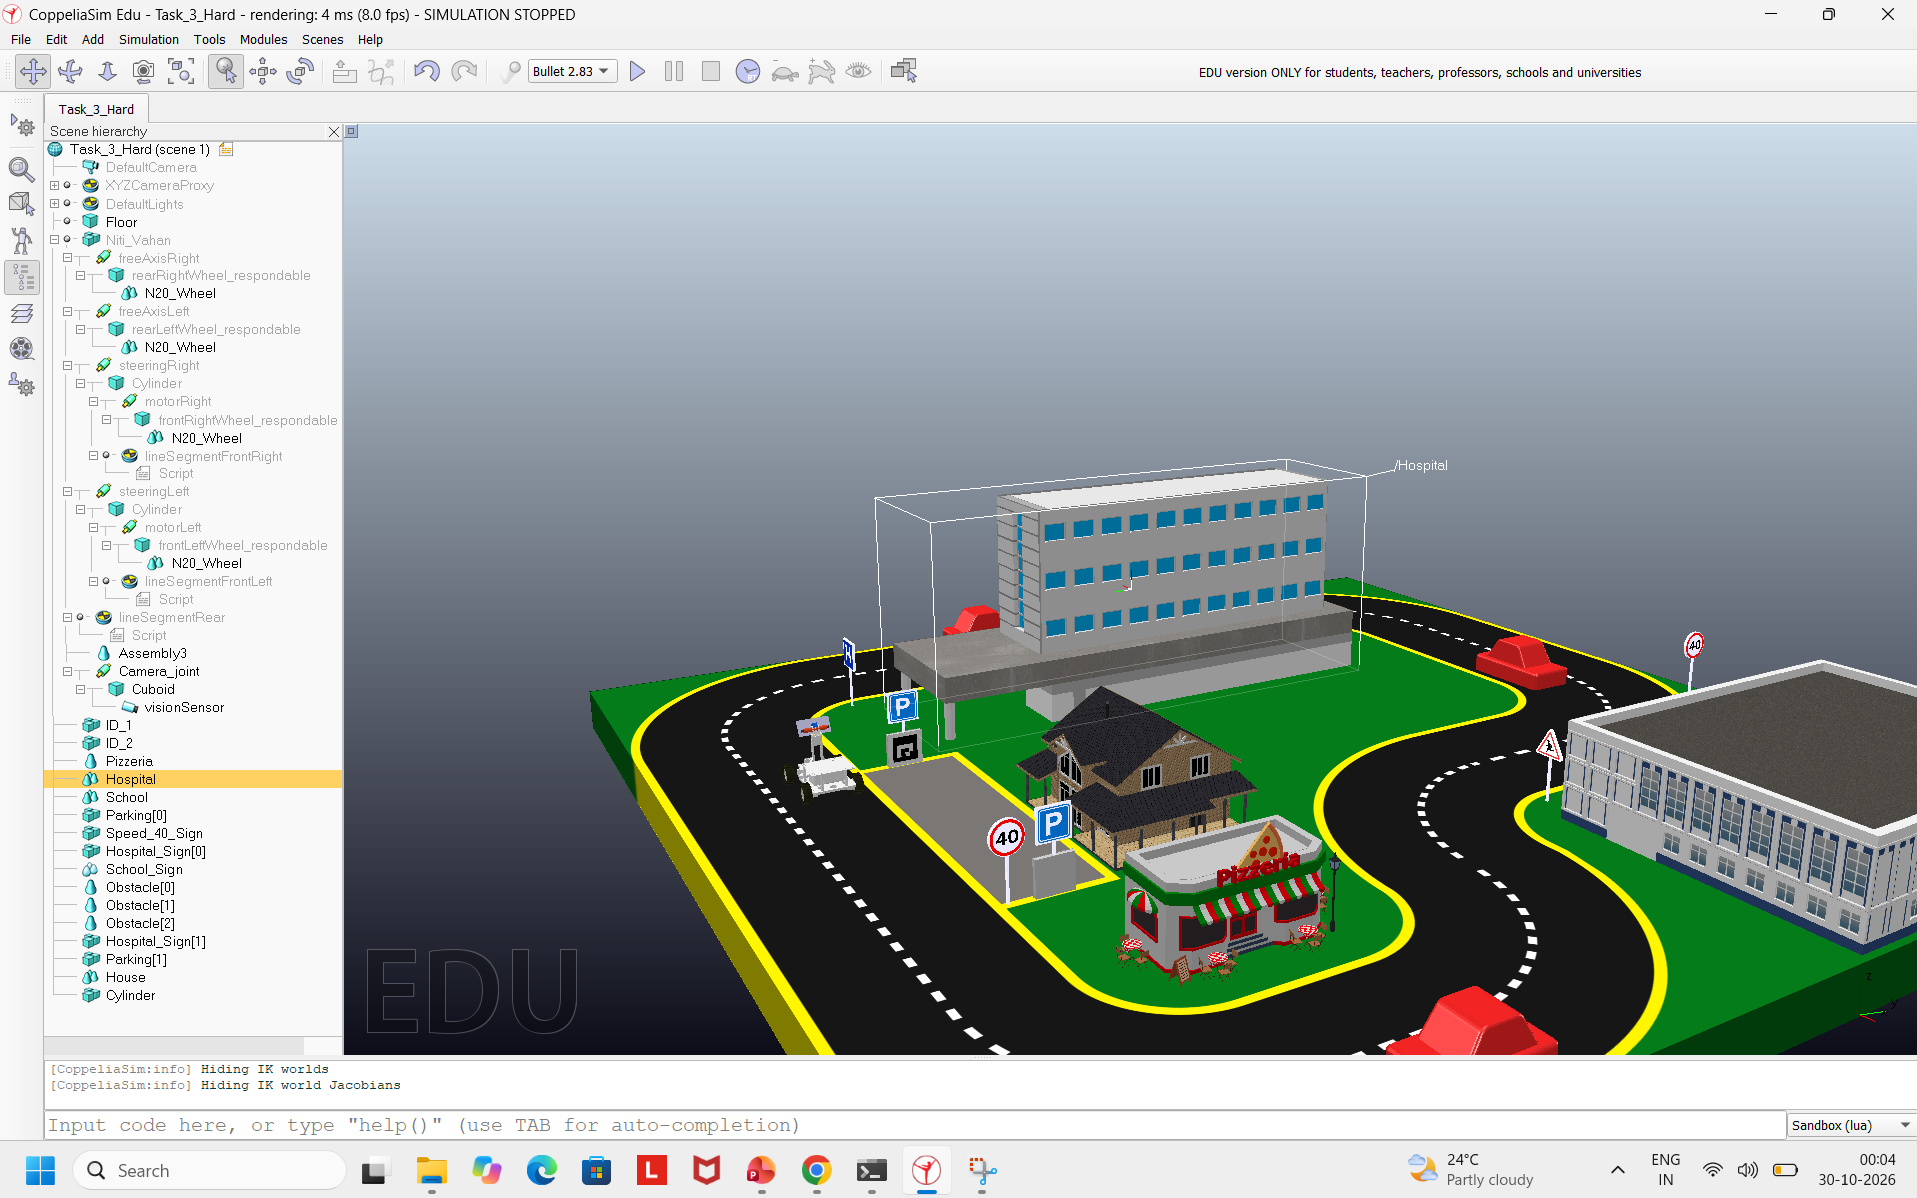 CoppeliaSim Edu - Task_3_Hard - rendering: 4 ms (8.0 fps) - SIMULATION STOPPED
File Edit Add Simulation Tools Modules Scenes Help
Bullet 2.83
RT
EDU version ONLY for students, teachers, professors, schools and universities
Task_3_Hard
Scene hierarchy
Task_3_Hard (scene 1)
DefaultCamera
XYZCameraProxy
DefaultLights
Floor
Niti_Vahan
freeAxisRight
rearRightWheel_respondable
N20_Wheel
freeAxisLeft
rearLeftWheel_respondable
N20_Wheel
steeringRight
Cylinder
motorRight
frontRightWheel_respondable
N20_Wheel
lineSegmentFrontRight
Script
steeringLeft
Cylinder
motorLeft
frontLeftWheel_respondable
N20_Wheel
lineSegmentFrontLeft
Script
lineSegmentRear
Script
Assembly3
Camera_joint
Cuboid
visionSensor
ID_1
ID_2
Pizzeria
Hospital
School
Parking[0]
Speed_40_Sign
Hospital_Sign[0]
School_Sign
Obstacle[0]
Obstacle[1]
Obstacle[2]
Hospital_Sign[1]
Parking[1]
House
Cylinder
/Hospital
40
P
40
P
Pizzeria
z
y
EDU
[CoppeliaSim:info] Hiding IK worlds
[CoppeliaSim:info] Hiding IK world Jacobians
Input code here, or type "help()" (use TAB for auto-completion)
Sandbox (lua)
Search
L
P
24°C
Partly cloudy
ENG
IN
00:04
30-10-2026